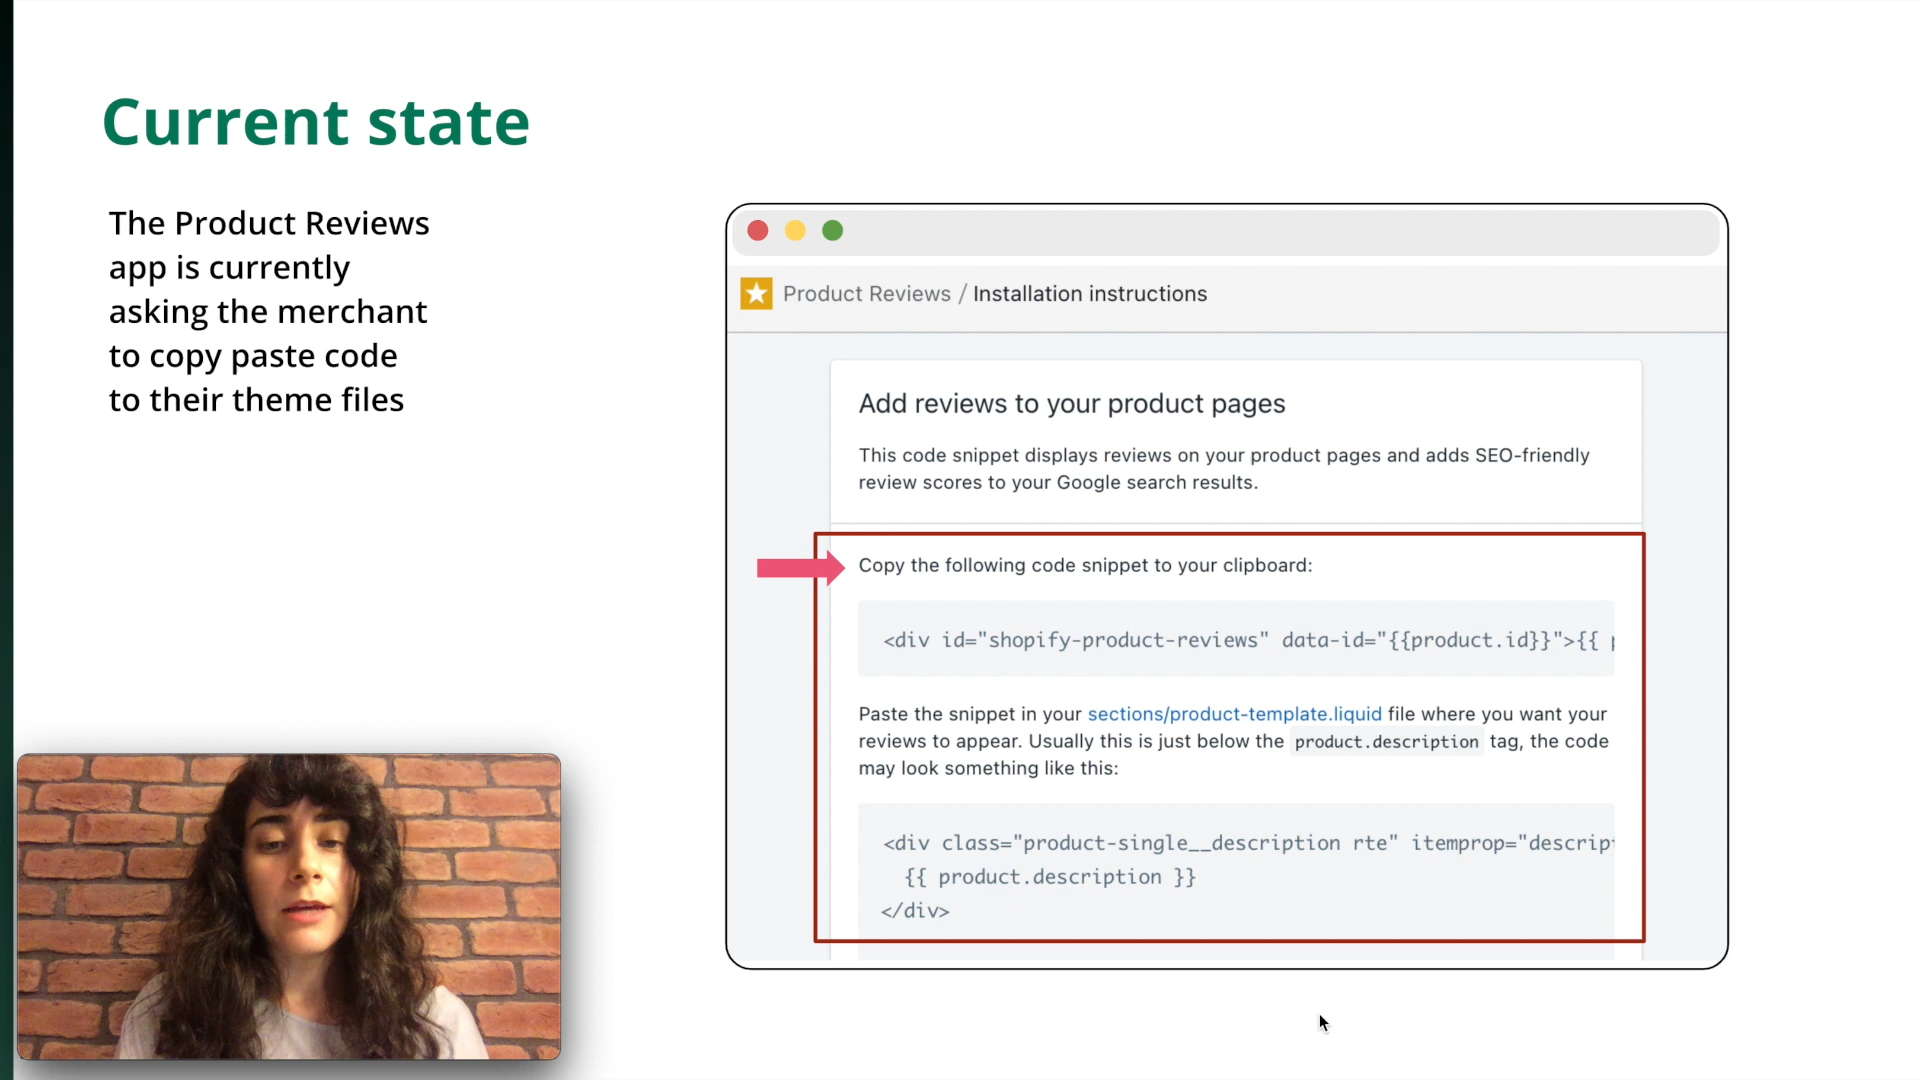 Current state
The Product Reviews
app is currently
asking the merchant
to copy paste code
to their theme files
Product Reviews / Installation instructions
Add reviews to your product pages
This code snippet displays reviews on your product pages and adds SEO-friendly
review scores to your Google search results.
Copy the following code snippet to your clipboard:
<div id="shopify-product-reviews" data-id="{{product.id}}">{{
Paste the snippet in your sections/product-template.liquid file where you want your
reviews to appear. Usually this is just below the product.description tag, the code
may look something like this:
<div class="product-single__description rte" itemprop="descript
{{ product.description }}
</div>